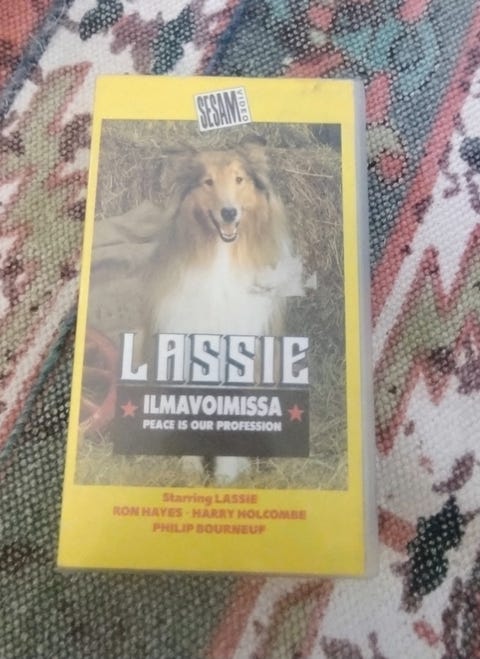 SESAM
VIDEO
LASSIE
ILMAVOIMISSA
PEACE IS OUR PROFESSION
Starring LASSIE
RON HAYES - HARRY HOLCOMBE
PHILIP BOURNEUF